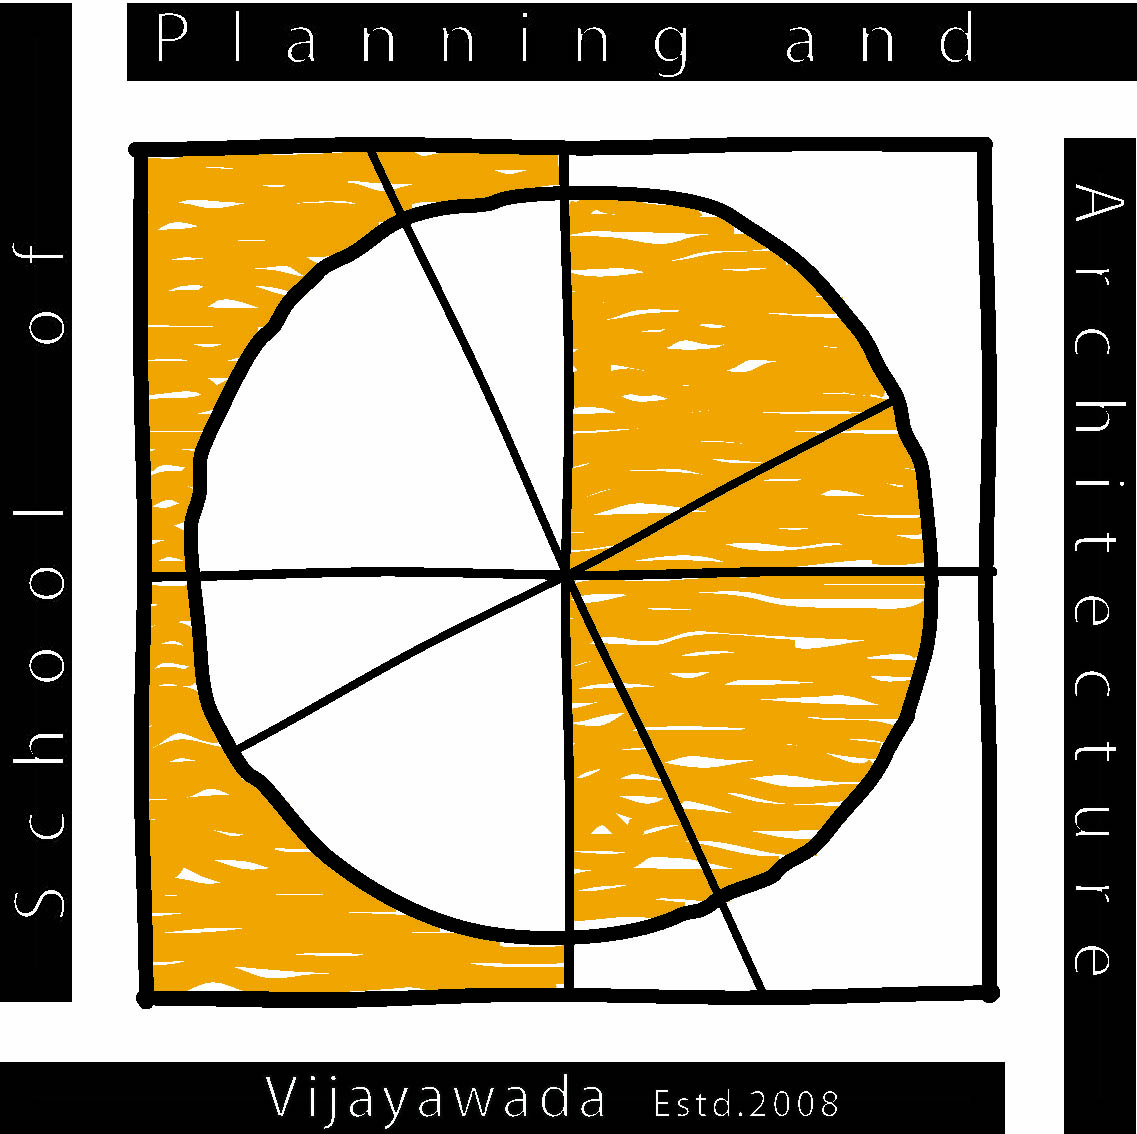 School of
Planning and
Architecture
Vijayawada Estd.2008